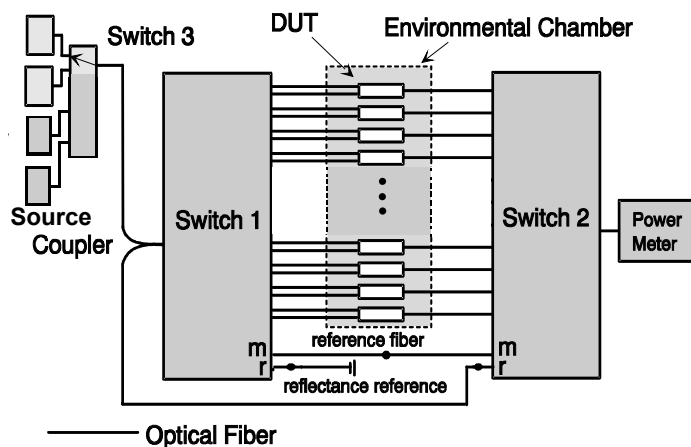 Switch 3
DUT
Environmental Chamber
Source
Coupler
Switch 1
Switch 2
Power
Meter
m
r
reference fiber
reflectance reference
m
r
Optical Fiber